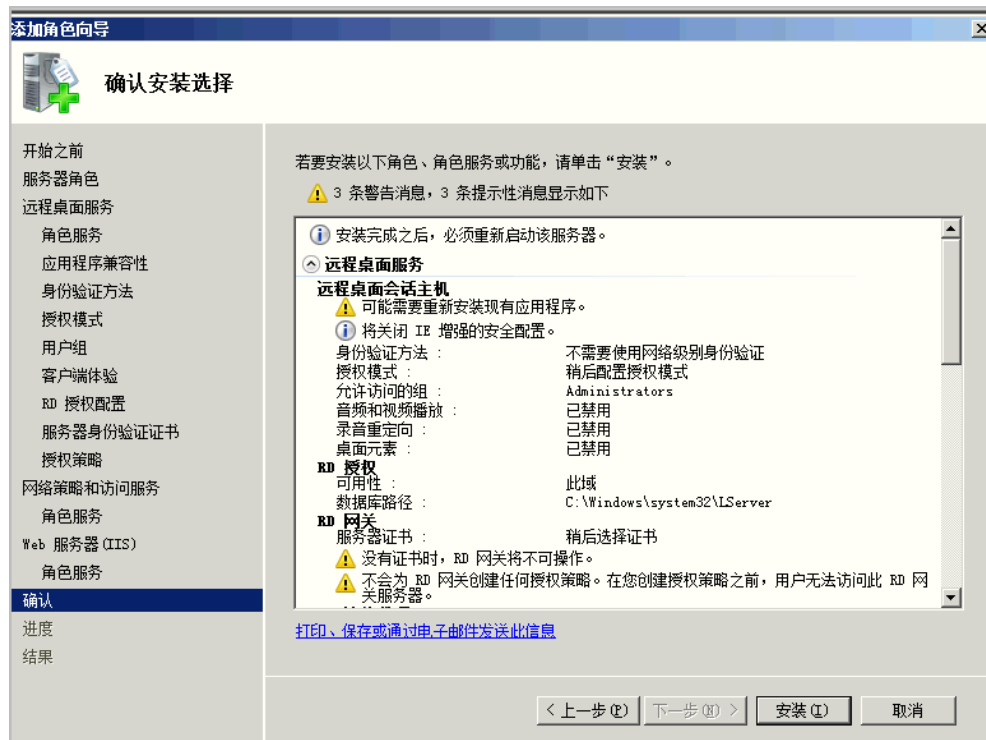 添加角色向导
确认安装选择
开始之前
服务器角色
远程桌面服务
角色服务
应用程序兼容性
身份验证方法
授权模式
用户组
客户端体验
RD 授权配置
服务器身份验证证书
授权策略
网络策略和访问服务
角色服务
Web 服务器(IIS)
角色服务
确认
进度
结果
若要安装以下角色、角色服务或功能，请单击“安装”。
3 条警告消息，3 条提示性消息显示如下
安装完成之后，必须重新启动该服务器。
远程桌面服务
远程桌面会话主机
可能需要重新安装现有应用程序。
将关闭 IE 增强的安全配置。
身份验证方法 : 不需要使用网络级别身份验证
授权模式 : 稍后配置授权模式
允许访问的组 : Administrators
音频和视频播放 : 已禁用
录音重定向 : 已禁用
桌面元素 : 已禁用
RD 授权
可用性 : 此域
数据库路径 : C:\Windows\system32\LServer
RD 网关
服务器证书 : 稍后选择证书
没有证书时，RD 网关将不可操作。
不会为 RD 网关创建任何授权策略。在您创建授权策略之前，用户无法访问此 RD 网
关服务器。
打印、保存或通过电子邮件发送此信息
< 上一步(P) 下一步(N) > 安装(I) 取消